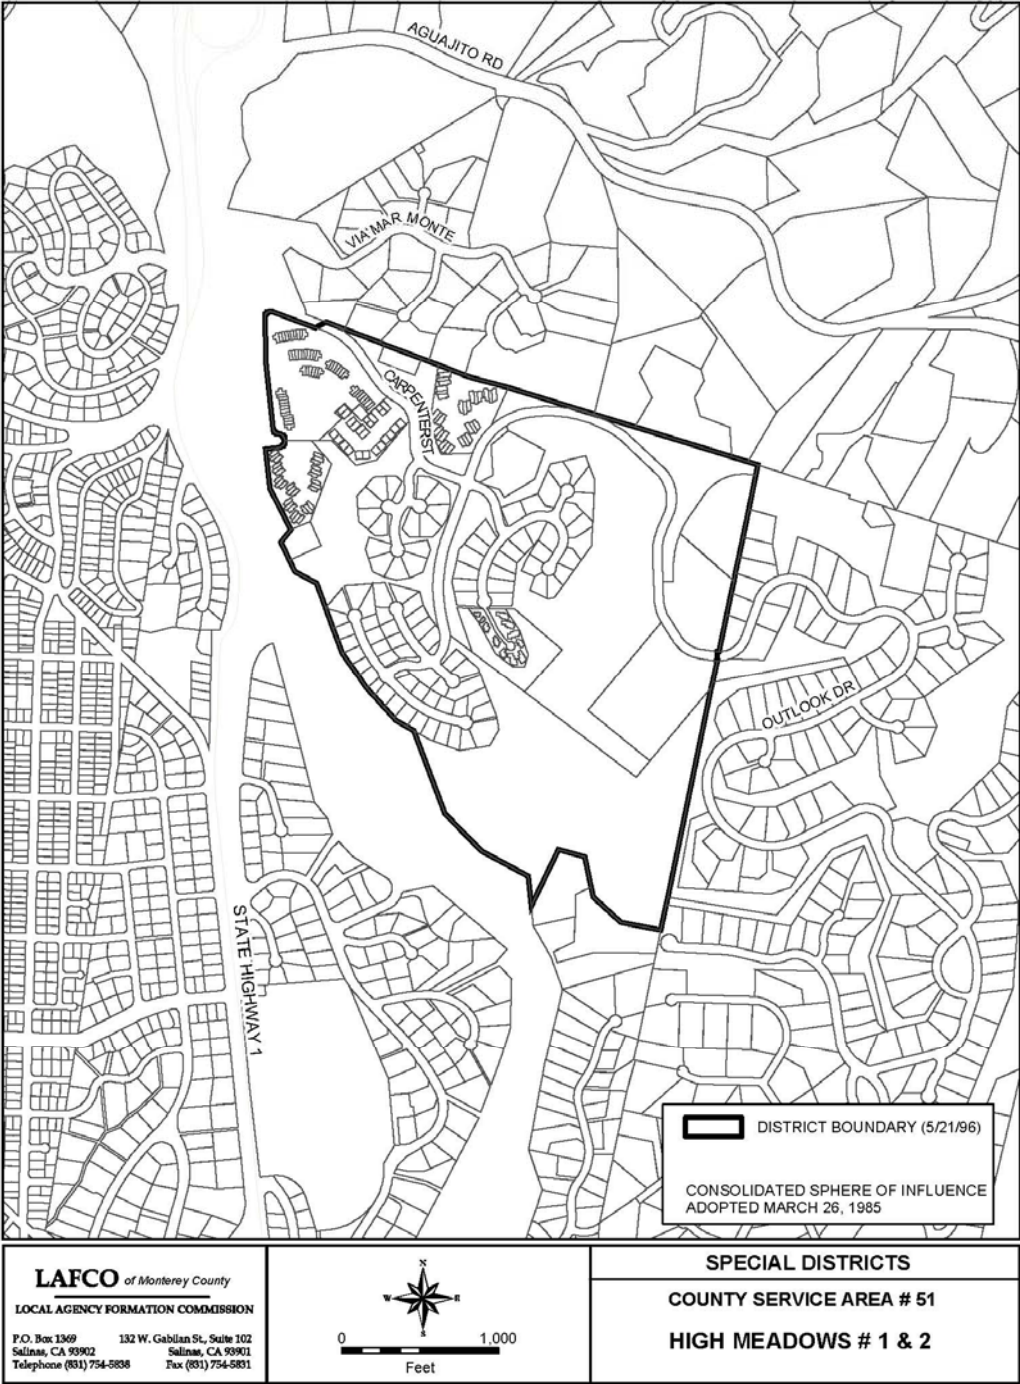 AGUAJITO RD
VIA MAR MONTE
CARPENTER ST
OUTLOOK DR
STATE HIGHWAY 1
DISTRICT BOUNDARY (5/21/96)
CONSOLIDATED SPHERE OF INFLUENCE
ADOPTED MARCH 26, 1985
LAFCO of Monterey County
LOCAL AGENCY FORMATION COMMISSION
P.O. Box 1369 132 W. Gabilan St., Suite 102
Salinas, CA 93902 Salinas, CA 93901
Telephone (831) 754-5838 Fax (831) 754-5831
N
W E
S
0 1,000
Feet
SPECIAL DISTRICTS
COUNTY SERVICE AREA # 51
HIGH MEADOWS # 1 & 2